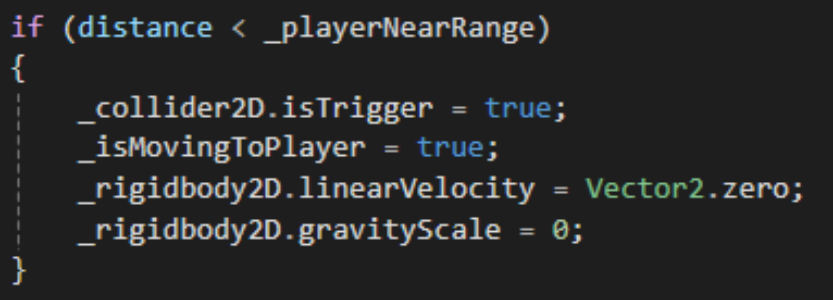 if (distance < _playerNearRange)
{
    _collider2D.isTrigger = true;
    _isMovingToPlayer = true;
    _rigidbody2D.linearVelocity = Vector2.zero;
    _rigidbody2D.gravityScale = 0;
}